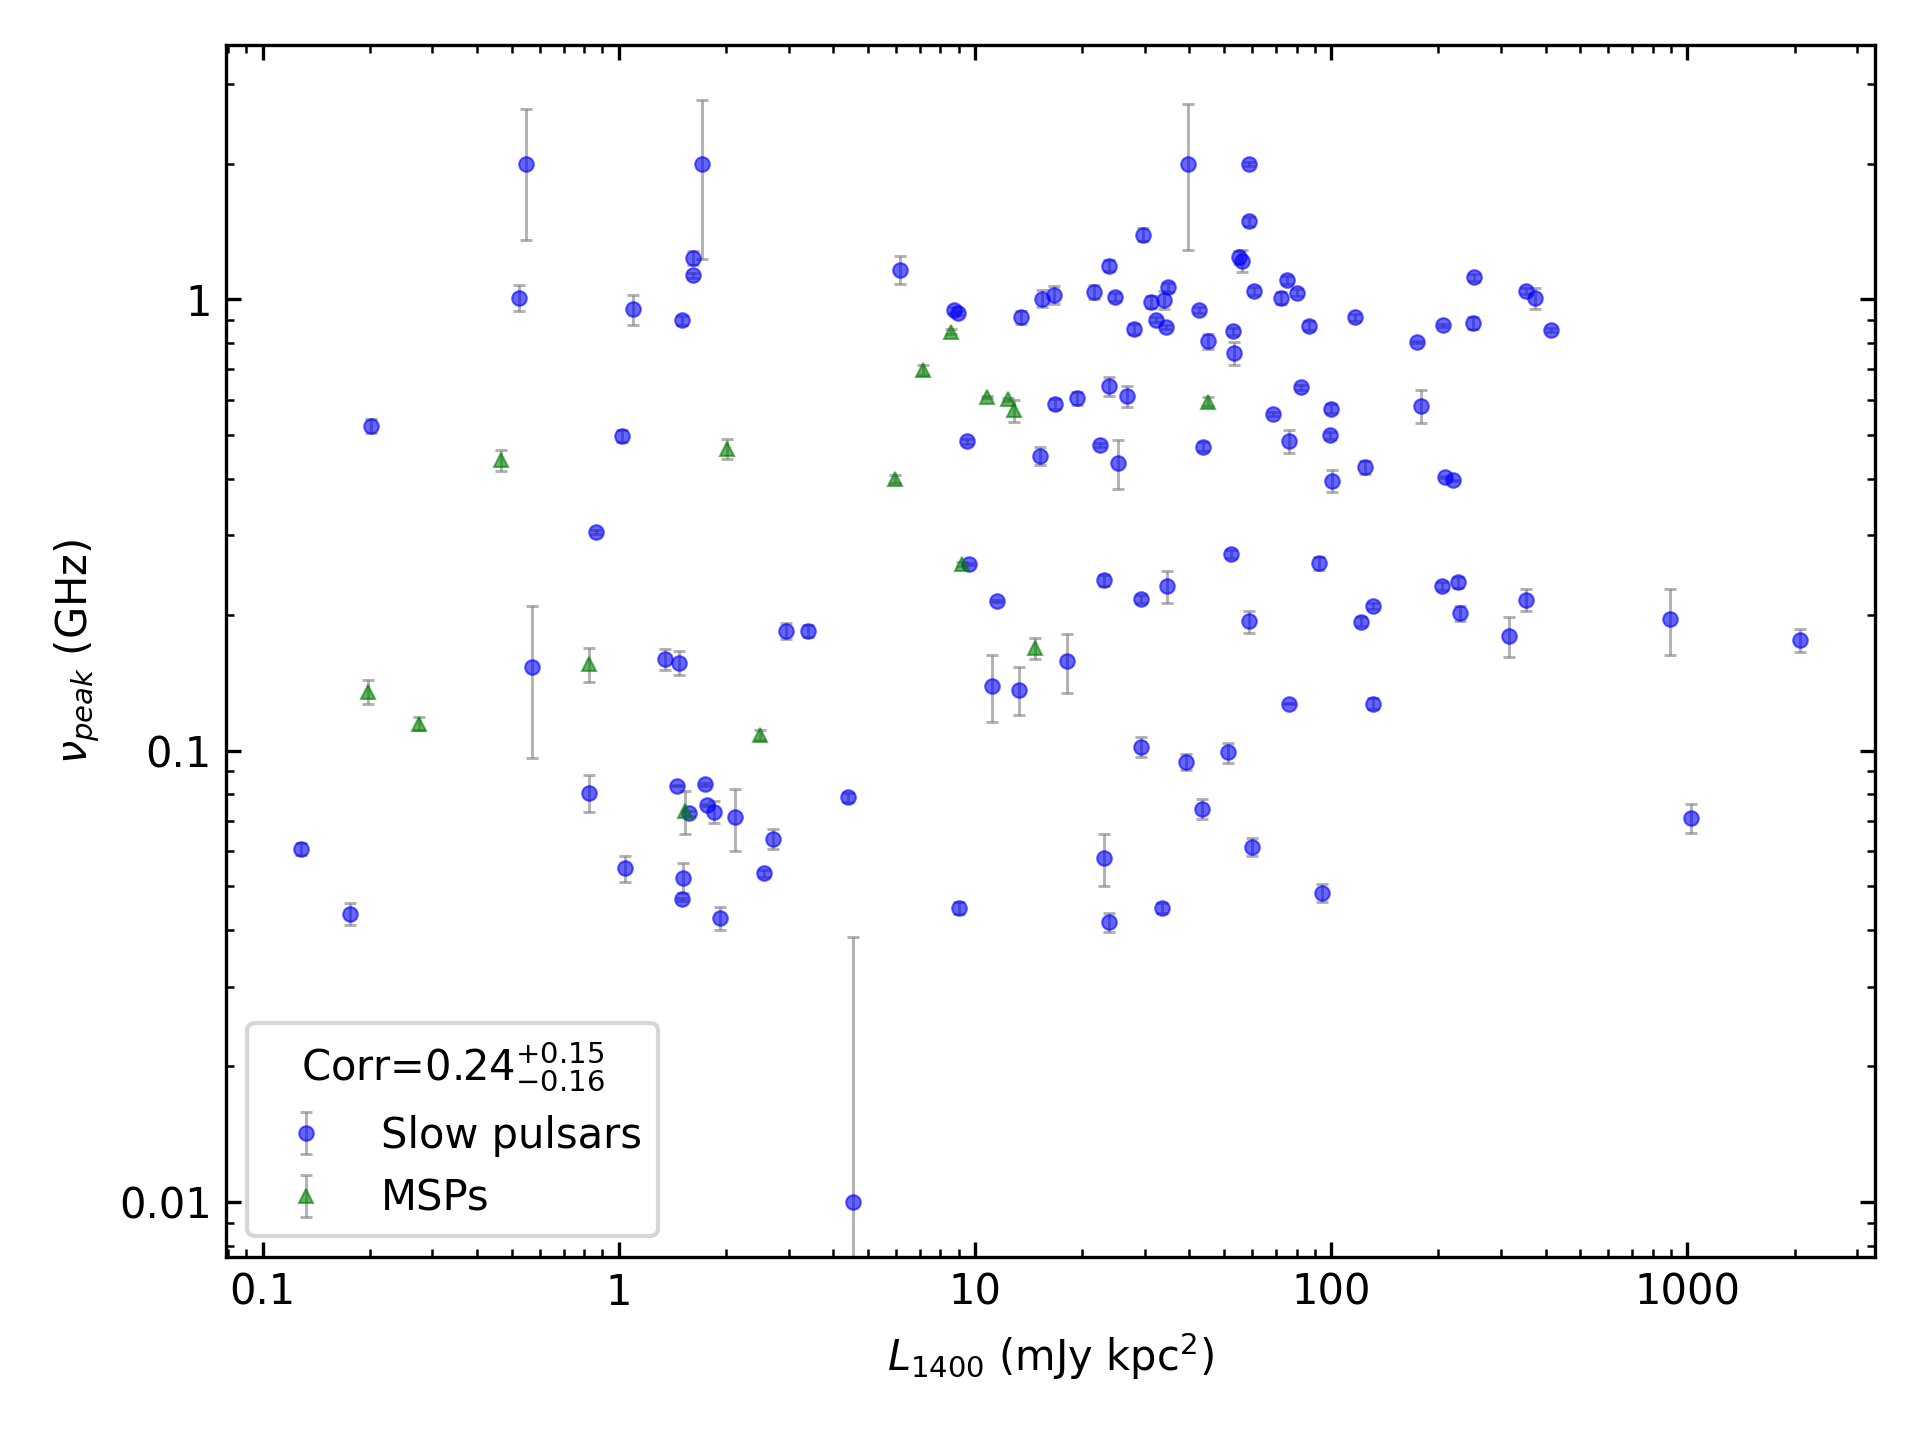 1
0.1
0.01
ν_peak (GHz)
Corr=0.24 +0.15 −0.16
Slow pulsars
MSPs
0.1 1 10 100 1000
L_1400 (mJy kpc²)